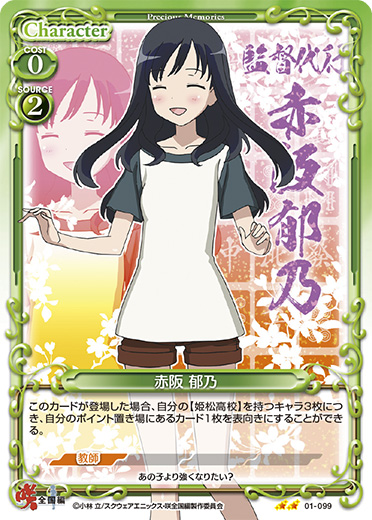 Precious Memories
Character
COST
0
SOURCE
2
監督代行
赤阪郁乃
赤阪 郁乃
このカードが登場した場合、自分の【姫松高校】を持つキャラ3枚につ
き、自分のポイント置き場にあるカード1枚を表向きにすることができ
る。
教師
あの子より強くなりたい?
咲 全国編
©小林 立/スクウェアエニックス・咲全国編製作委員会
01-099